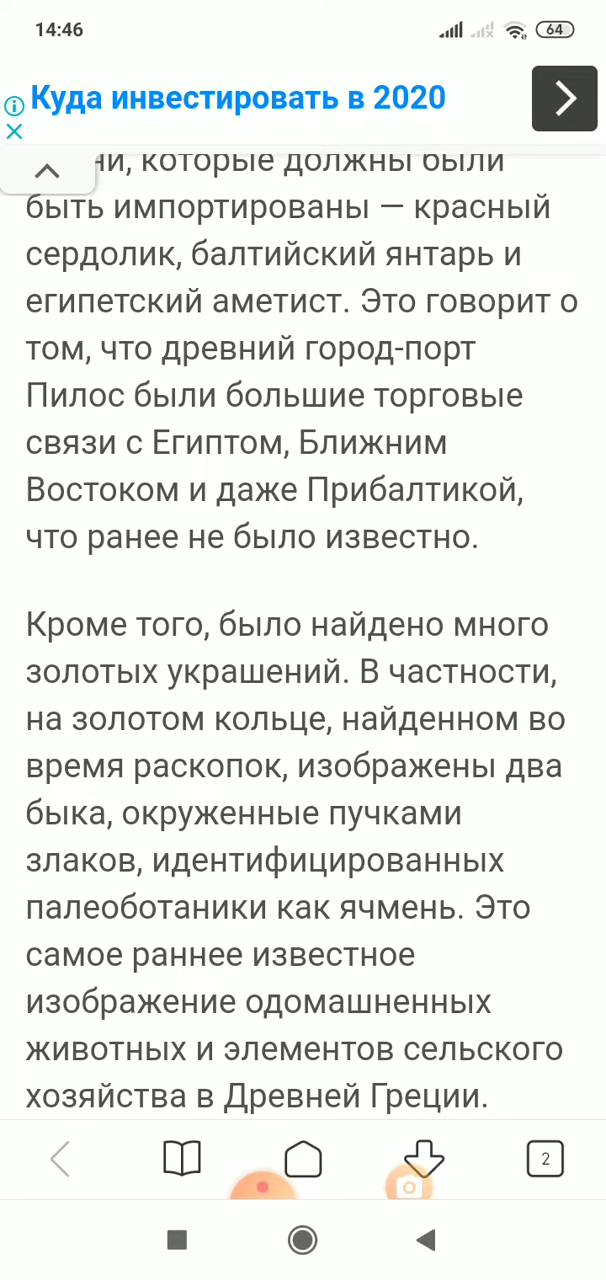 14:46
64
Куда инвестировать в 2020
которые должны были
быть импортированы — красный
сердолик, балтийский янтарь и
египетский аметист. Это говорит о
том, что древний город-порт
Пилос были большие торговые
связи с Египтом, Ближним
Востоком и даже Прибалтикой,
что ранее не было известно.
Кроме того, было найдено много
золотых украшений. В частности,
на золотом кольце, найденном во
время раскопок, изображены два
быка, окруженные пучками
злаков, идентифицированных
палеоботаники как ячмень. Это
самое раннее известное
изображение одомашненных
животных и элементов сельского
хозяйства в Древней Греции.
2